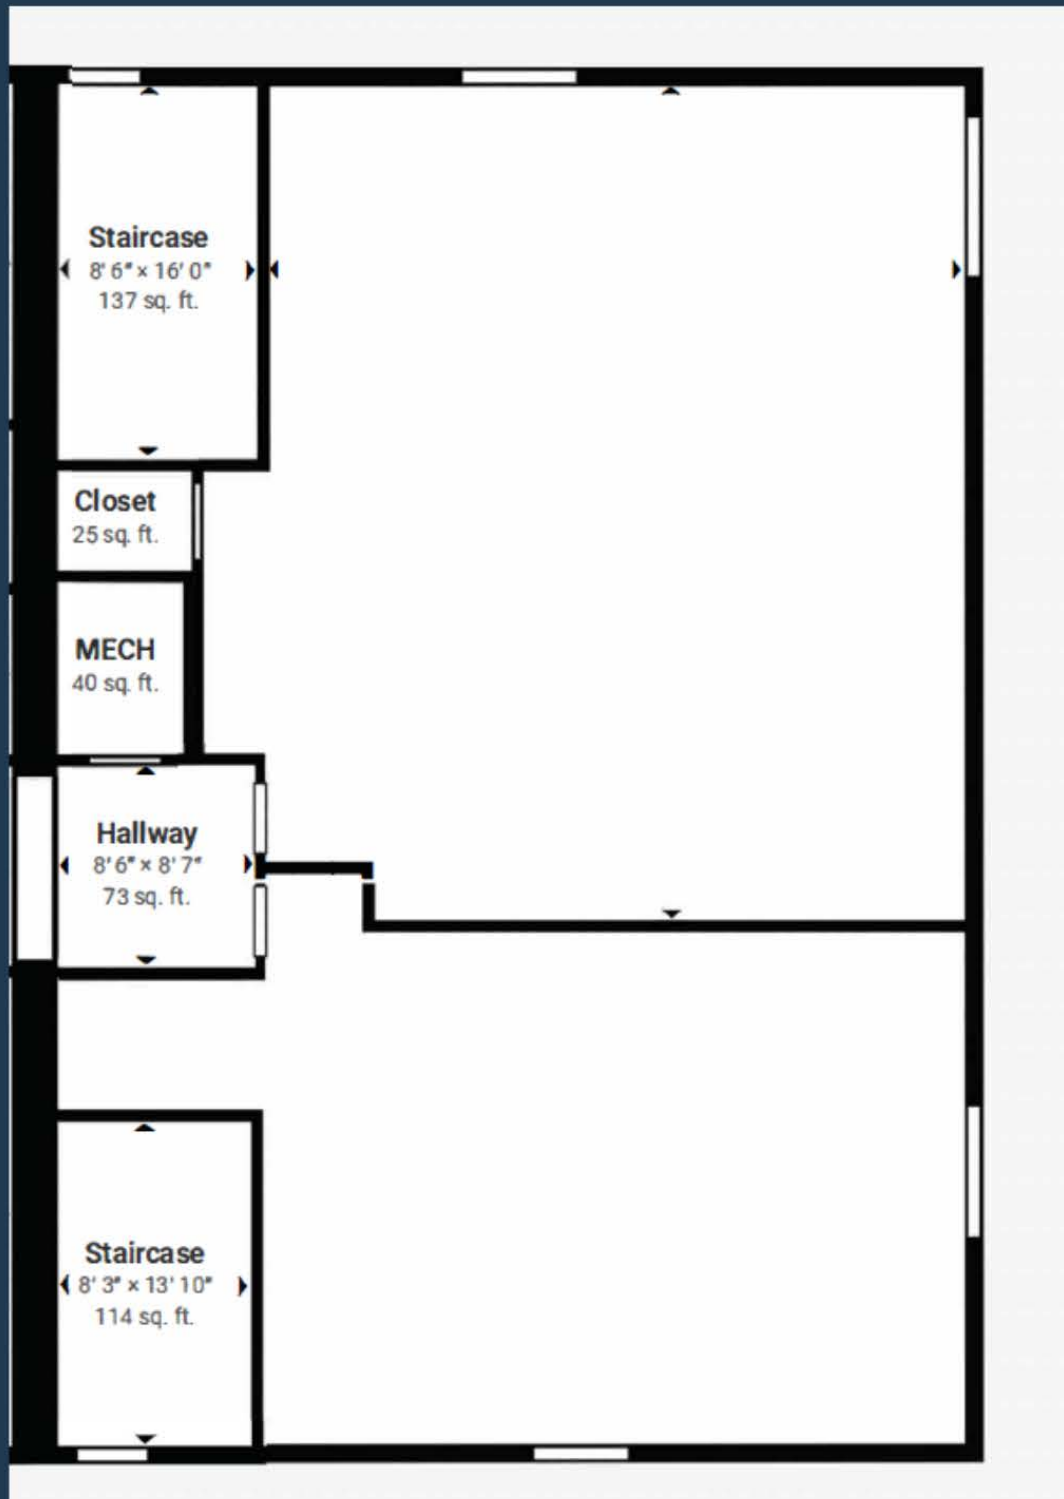 Staircase
8' 6" × 16' 0"
137 sq. ft.
Closet
25 sq. ft.
MECH
40 sq. ft.
Hallway
8' 6" × 8' 7"
73 sq. ft.
Staircase
8' 3" × 13' 10"
114 sq. ft.